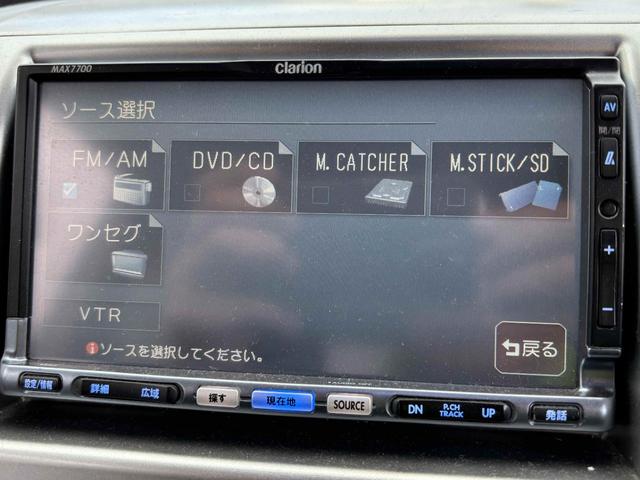 MAX7700
clarion
ソース選択
AV
FM/AM
DVD/CD
M. CATCHER
M.STICK/SD
ワンセグ
VTR
ソースを選択してください。
戻る
設定/情報
詳細
広域
探す
現在地
SOURCE
DN
P.CH
TRACK
UP
発話